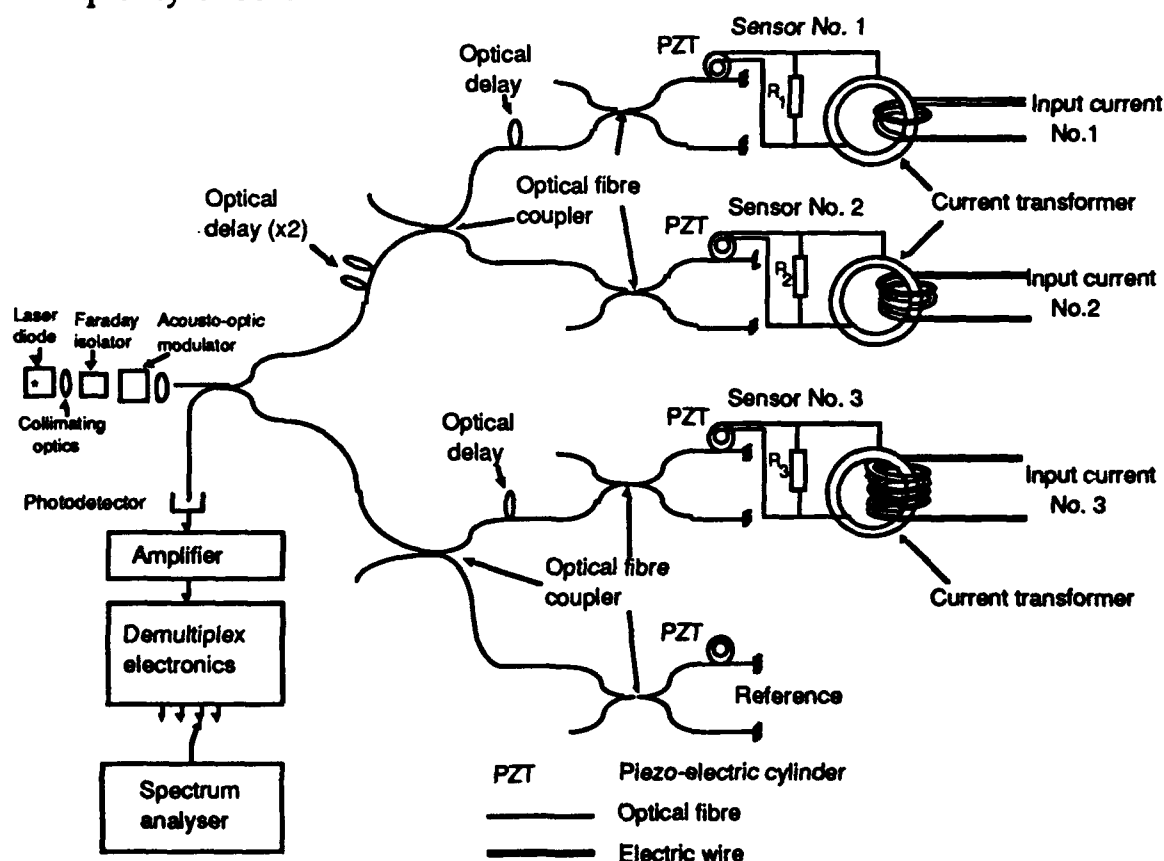 Sensor No. 1
PZT
Optical
delay
R1
Input current
No.1
Optical fibre
coupler
Current transformer
Optical
delay (x2)
Sensor No. 2
PZT
R2
Input current
No.2
Laser
diode
Faraday
isolator
Acousto-optic
modulator
Collimating
optics
Sensor No. 3
PZT
Optical
delay
R3
Input current
No. 3
Photodetector
Amplifier
Optical fibre
coupler
Current transformer
Demultiplex
electronics
PZT
Reference
Spectrum
analyser
PZT Piezo-electric cylinder
Optical fibre
Electric wire